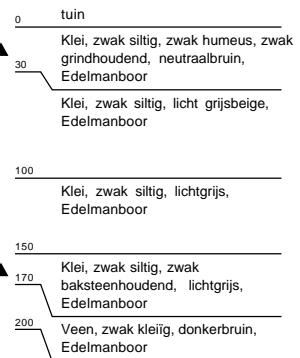 0 tuin
Klei, zwak siltig, zwak humeus, zwak
grindhoudend, neutraalbruin,
30
Edelmanboor
Klei, zwak siltig, licht grijsbeige,
Edelmanboor
100
Klei, zwak siltig, lichtgrijs,
Edelmanboor
150
Klei, zwak siltig, zwak
170 baksteenhoudend, lichtgrijs,
Edelmanboor
200 Veen, zwak kleiïg, donkerbruin,
Edelmanboor